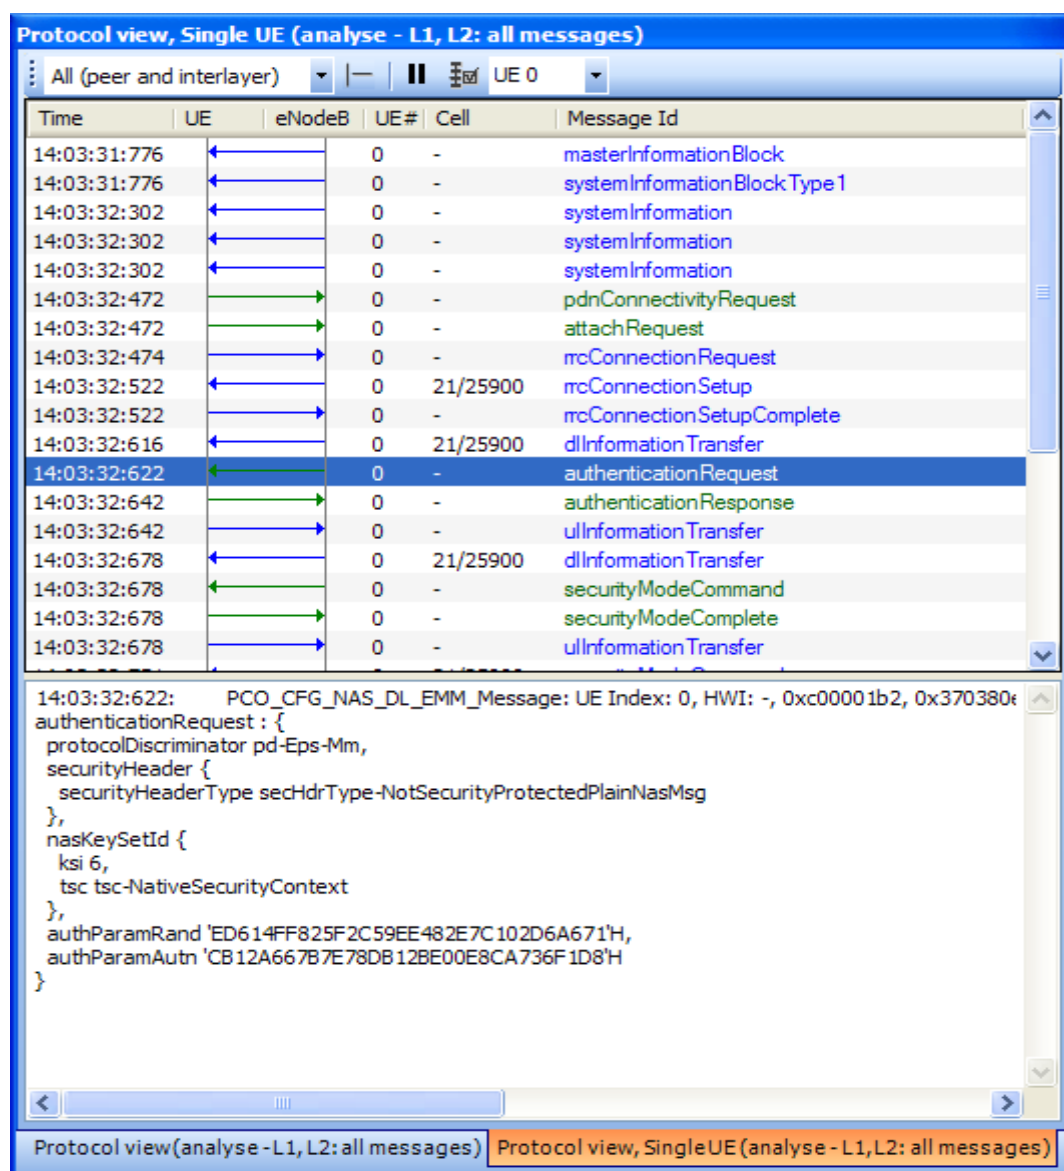 Protocol view, Single UE (analyse - L1, L2: all messages)
All (peer and interlayer) UE 0
Time UE eNodeB UE# Cell Message Id
14:03:31:776 0 - masterInformationBlock
14:03:31:776 0 - systemInformationBlockType1
14:03:32:302 0 - systemInformation
14:03:32:302 0 - systemInformation
14:03:32:302 0 - systemInformation
14:03:32:472 0 - pdnConnectivityRequest
14:03:32:472 0 - attachRequest
14:03:32:474 0 - rrcConnectionRequest
14:03:32:522 0 21/25900 rrcConnectionSetup
14:03:32:522 0 - rrcConnectionSetupComplete
14:03:32:616 0 21/25900 dlInformationTransfer
14:03:32:622 0 - authenticationRequest
14:03:32:642 0 - authenticationResponse
14:03:32:642 0 - ulInformationTransfer
14:03:32:678 0 21/25900 dlInformationTransfer
14:03:32:678 0 - securityModeCommand
14:03:32:678 0 - securityModeComplete
14:03:32:678 0 - ulInformationTransfer
14:03:32:622: PCO_CFG_NAS_DL_EMM_Message: UE Index: 0, HWI: -, 0xc00001b2, 0x370380e
authenticationRequest : {
protocolDiscriminator pd-Eps-Mm,
securityHeader {
securityHeaderType secHdrType-NotSecurityProtectedPlainNasMsg
},
nasKeySetId {
ksi 6,
tsc tsc-NativeSecurityContext
},
authParamRand 'ED614FF825F2C59EE482E7C102D6A671'H,
authParamAutn 'CB12A667B7E78DB12BE00E8CA736F1D8'H
}
Protocol view(analyse - L1, L2: all messages) Protocol view, Single UE (analyse - L1, L2: all messages)